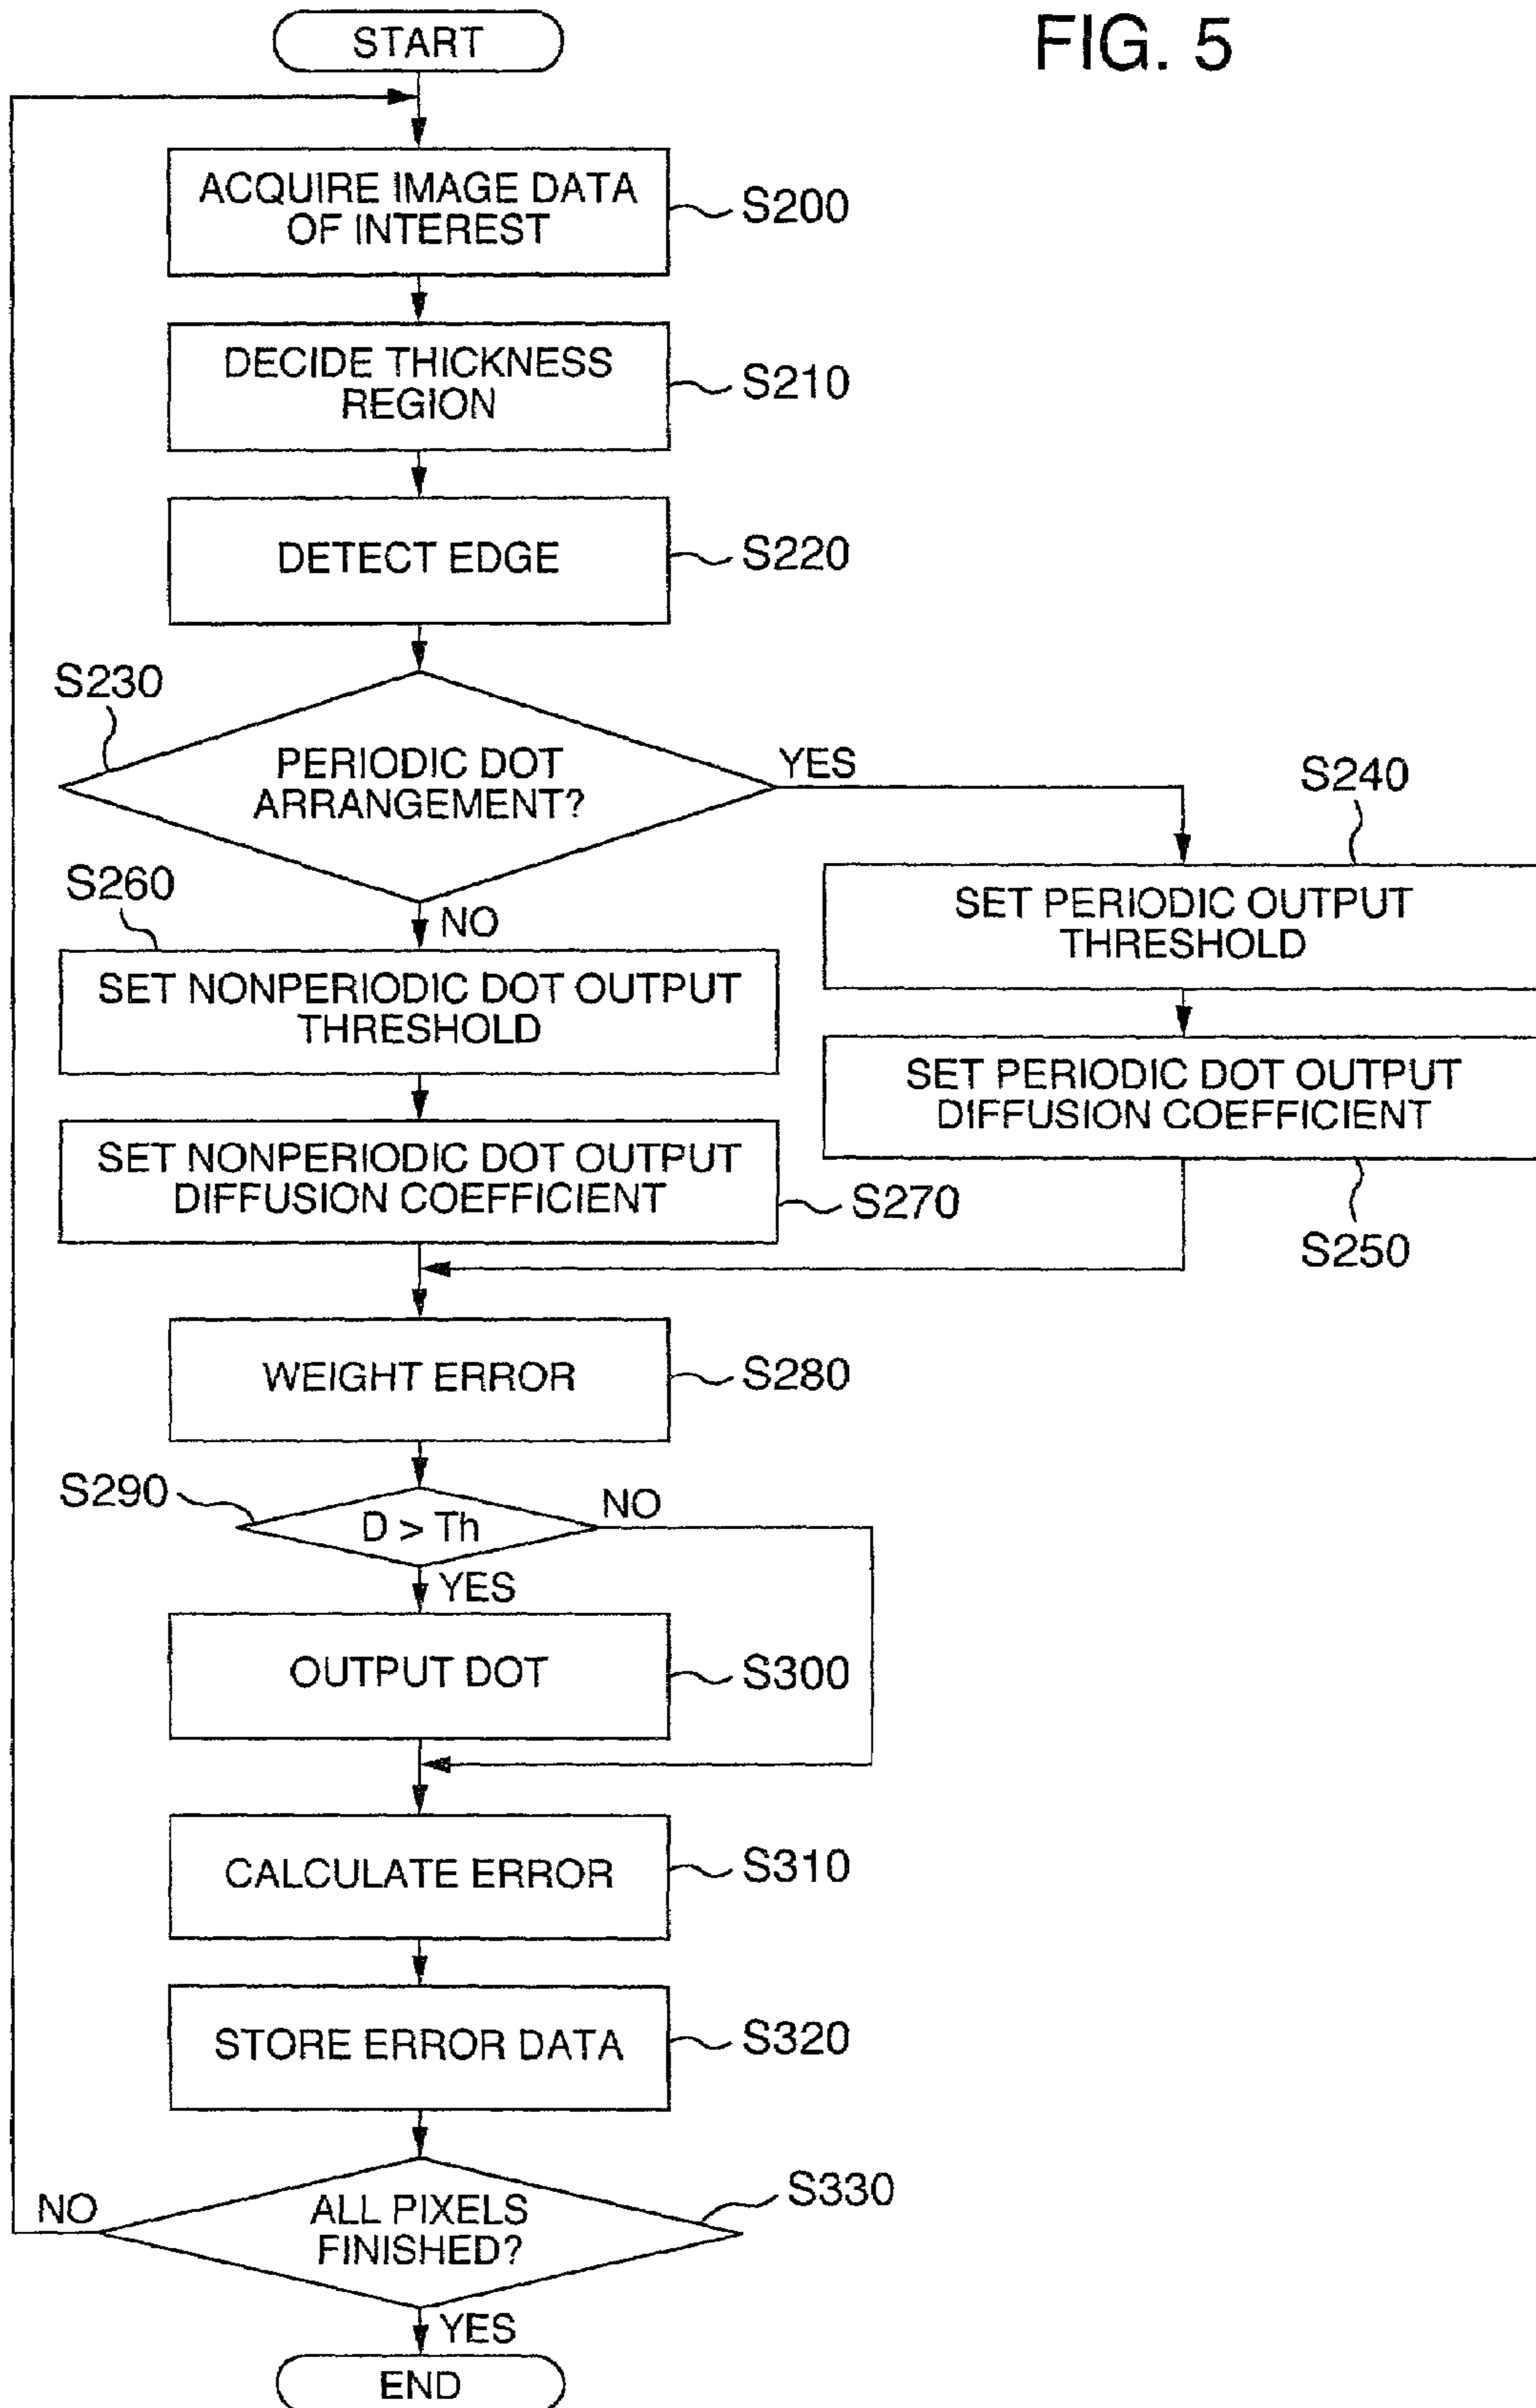 FIG. 5
START
ACQUIRE IMAGE DATA
OF INTEREST
S200
DECIDE THICKNESS
REGION
S210
DETECT EDGE
S220
S230
PERIODIC DOT
ARRANGEMENT?
YES
NO
S240
SET PERIODIC OUTPUT
THRESHOLD
SET PERIODIC DOT OUTPUT
DIFFUSION COEFFICIENT
S250
S260
SET NONPERIODIC DOT OUTPUT
THRESHOLD
SET NONPERIODIC DOT OUTPUT
DIFFUSION COEFFICIENT
S270
WEIGHT ERROR
S280
S290
D > Th
NO
YES
OUTPUT DOT
S300
CALCULATE ERROR
S310
STORE ERROR DATA
S320
ALL PIXELS
FINISHED?
S330
NO
YES
END